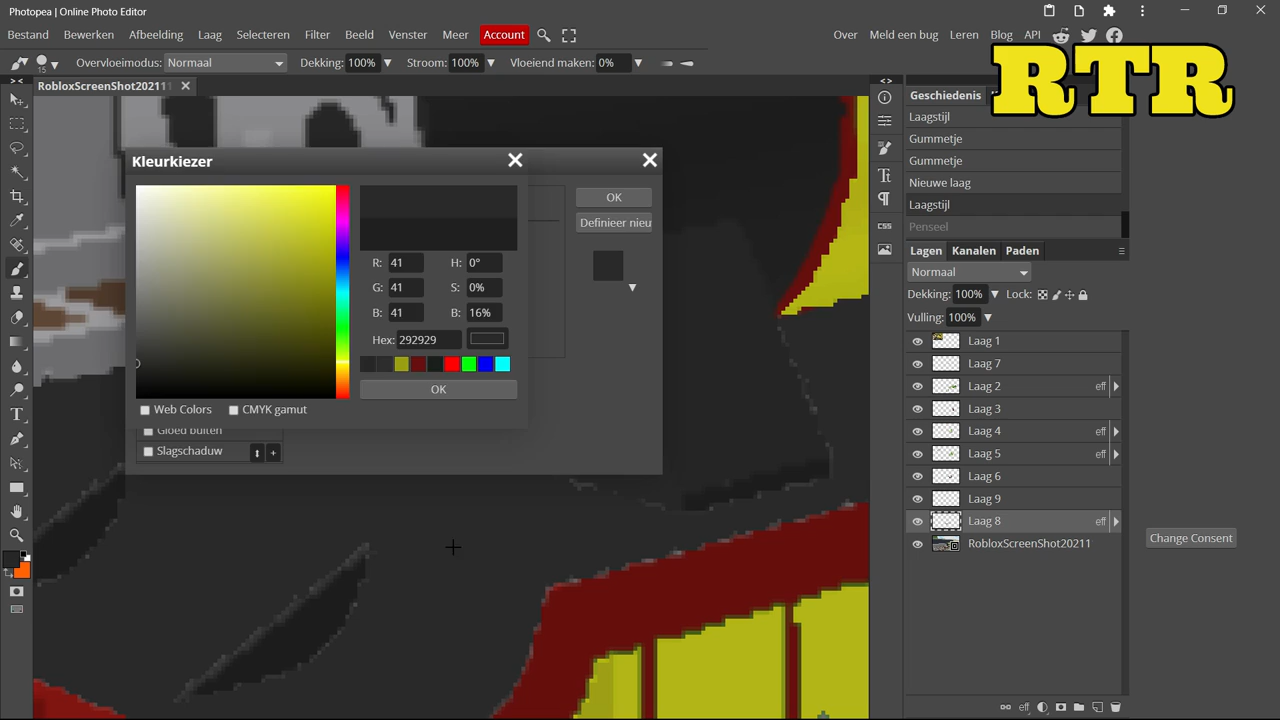 Photopea | Online Photo Editor
Bestand Bewerken Afbeelding Laag Selecteren Filter Beeld Venster Meer Account Over Meld een bug Leren Blog API
RTR
15 Overvloeimodus: Normaal Dekking: 100% Stroom: 100% Vloeiend maken: 0%
RobloxScreenShot20211
Geschiedenis
Laagstijl
Gummetje
Gummetje
Nieuwe laag
Laagstijl
Penseel
Kleurkiezer
OK
Definieer nieu
R: 41 H: 0°
G: 41 S: 0%
B: 41 B: 16%
Hex: 292929
OK
Web Colors CMYK gamut
Gloed buiten
Slagschaduw
Tt
CSS
Lagen Kanalen Paden
Normaal
Dekking: 100% Lock:
Vulling: 100%
Laag 1
Laag 7
Laag 2 eff
Laag 3
Laag 4 eff
Laag 5 eff
Laag 6
Laag 9
Laag 8 eff
RobloxScreenShot20211
Change Consent
eff